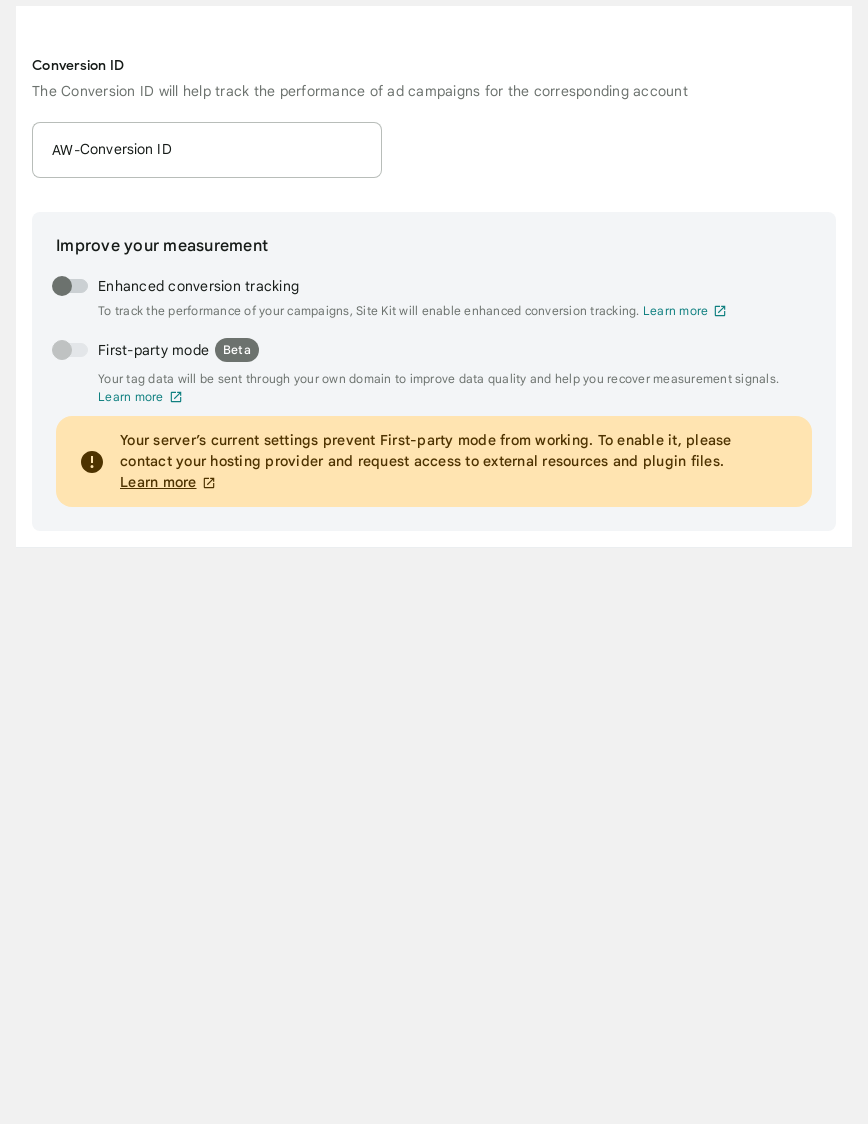 Conversion ID
The Conversion ID will help track the performance of ad campaigns for the corresponding account
AW-Conversion ID
Improve your measurement
Enhanced conversion tracking
To track the performance of your campaigns, Site Kit will enable enhanced conversion tracking. Learn more
First-party mode Beta
Your tag data will be sent through your own domain to improve data quality and help you recover measurement signals.
Learn more
Your server’s current settings prevent First-party mode from working. To enable it, please
contact your hosting provider and request access to external resources and plugin files.
Learn more